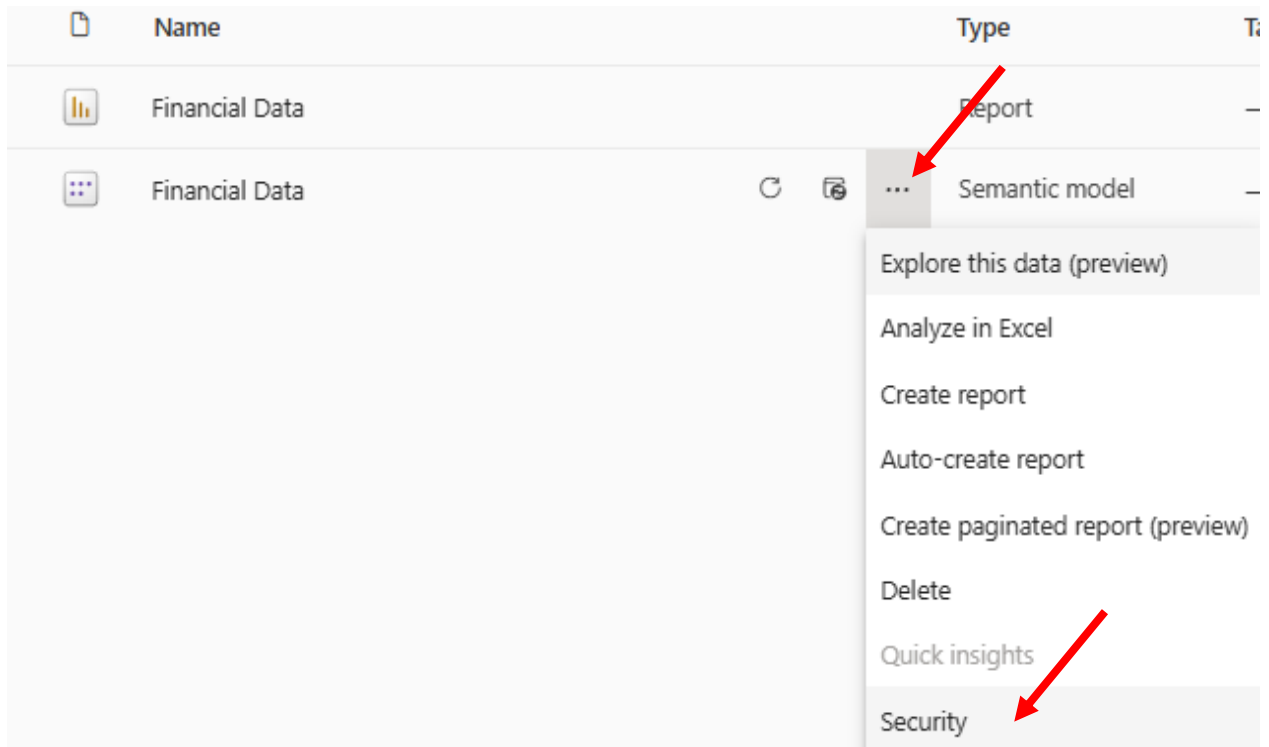 Name Type
Financial Data Report
Financial Data ... Semantic model
Explore this data (preview)
Analyze in Excel
Create report
Auto-create report
Create paginated report (preview)
Delete
Quick insights
Security